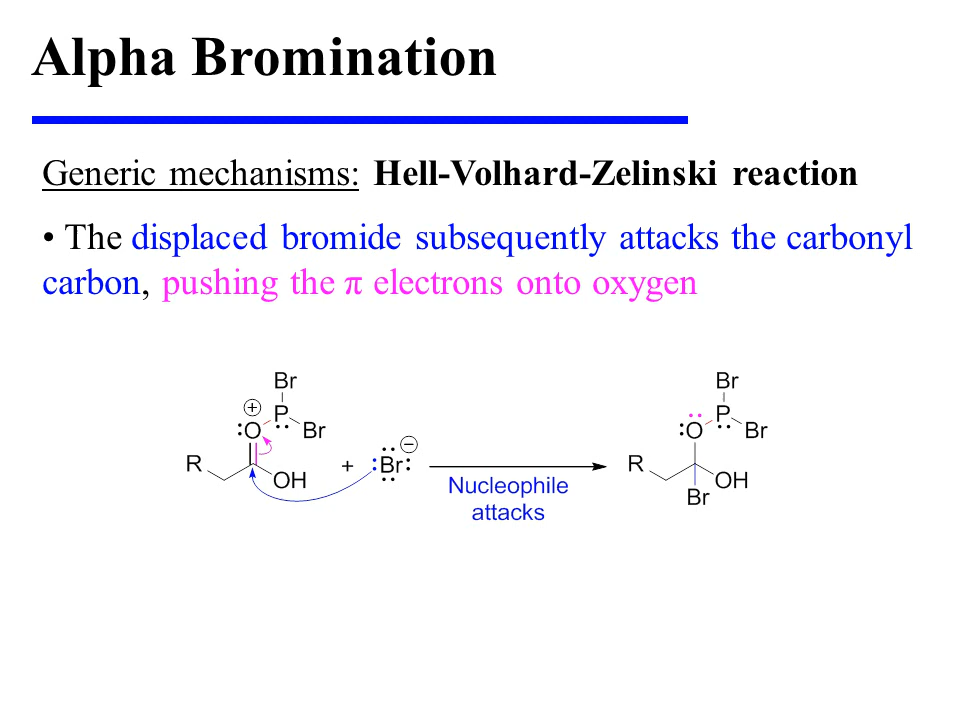 Alpha Bromination
Generic mechanisms: Hell-Volhard-Zelinski reaction
• The displaced bromide subsequently attacks the carbonyl
carbon, pushing the π electrons onto oxygen
Br
+ P
O Br
R OH
+ Br −
Nucleophile
attacks
Br
P
O Br
R OH
Br